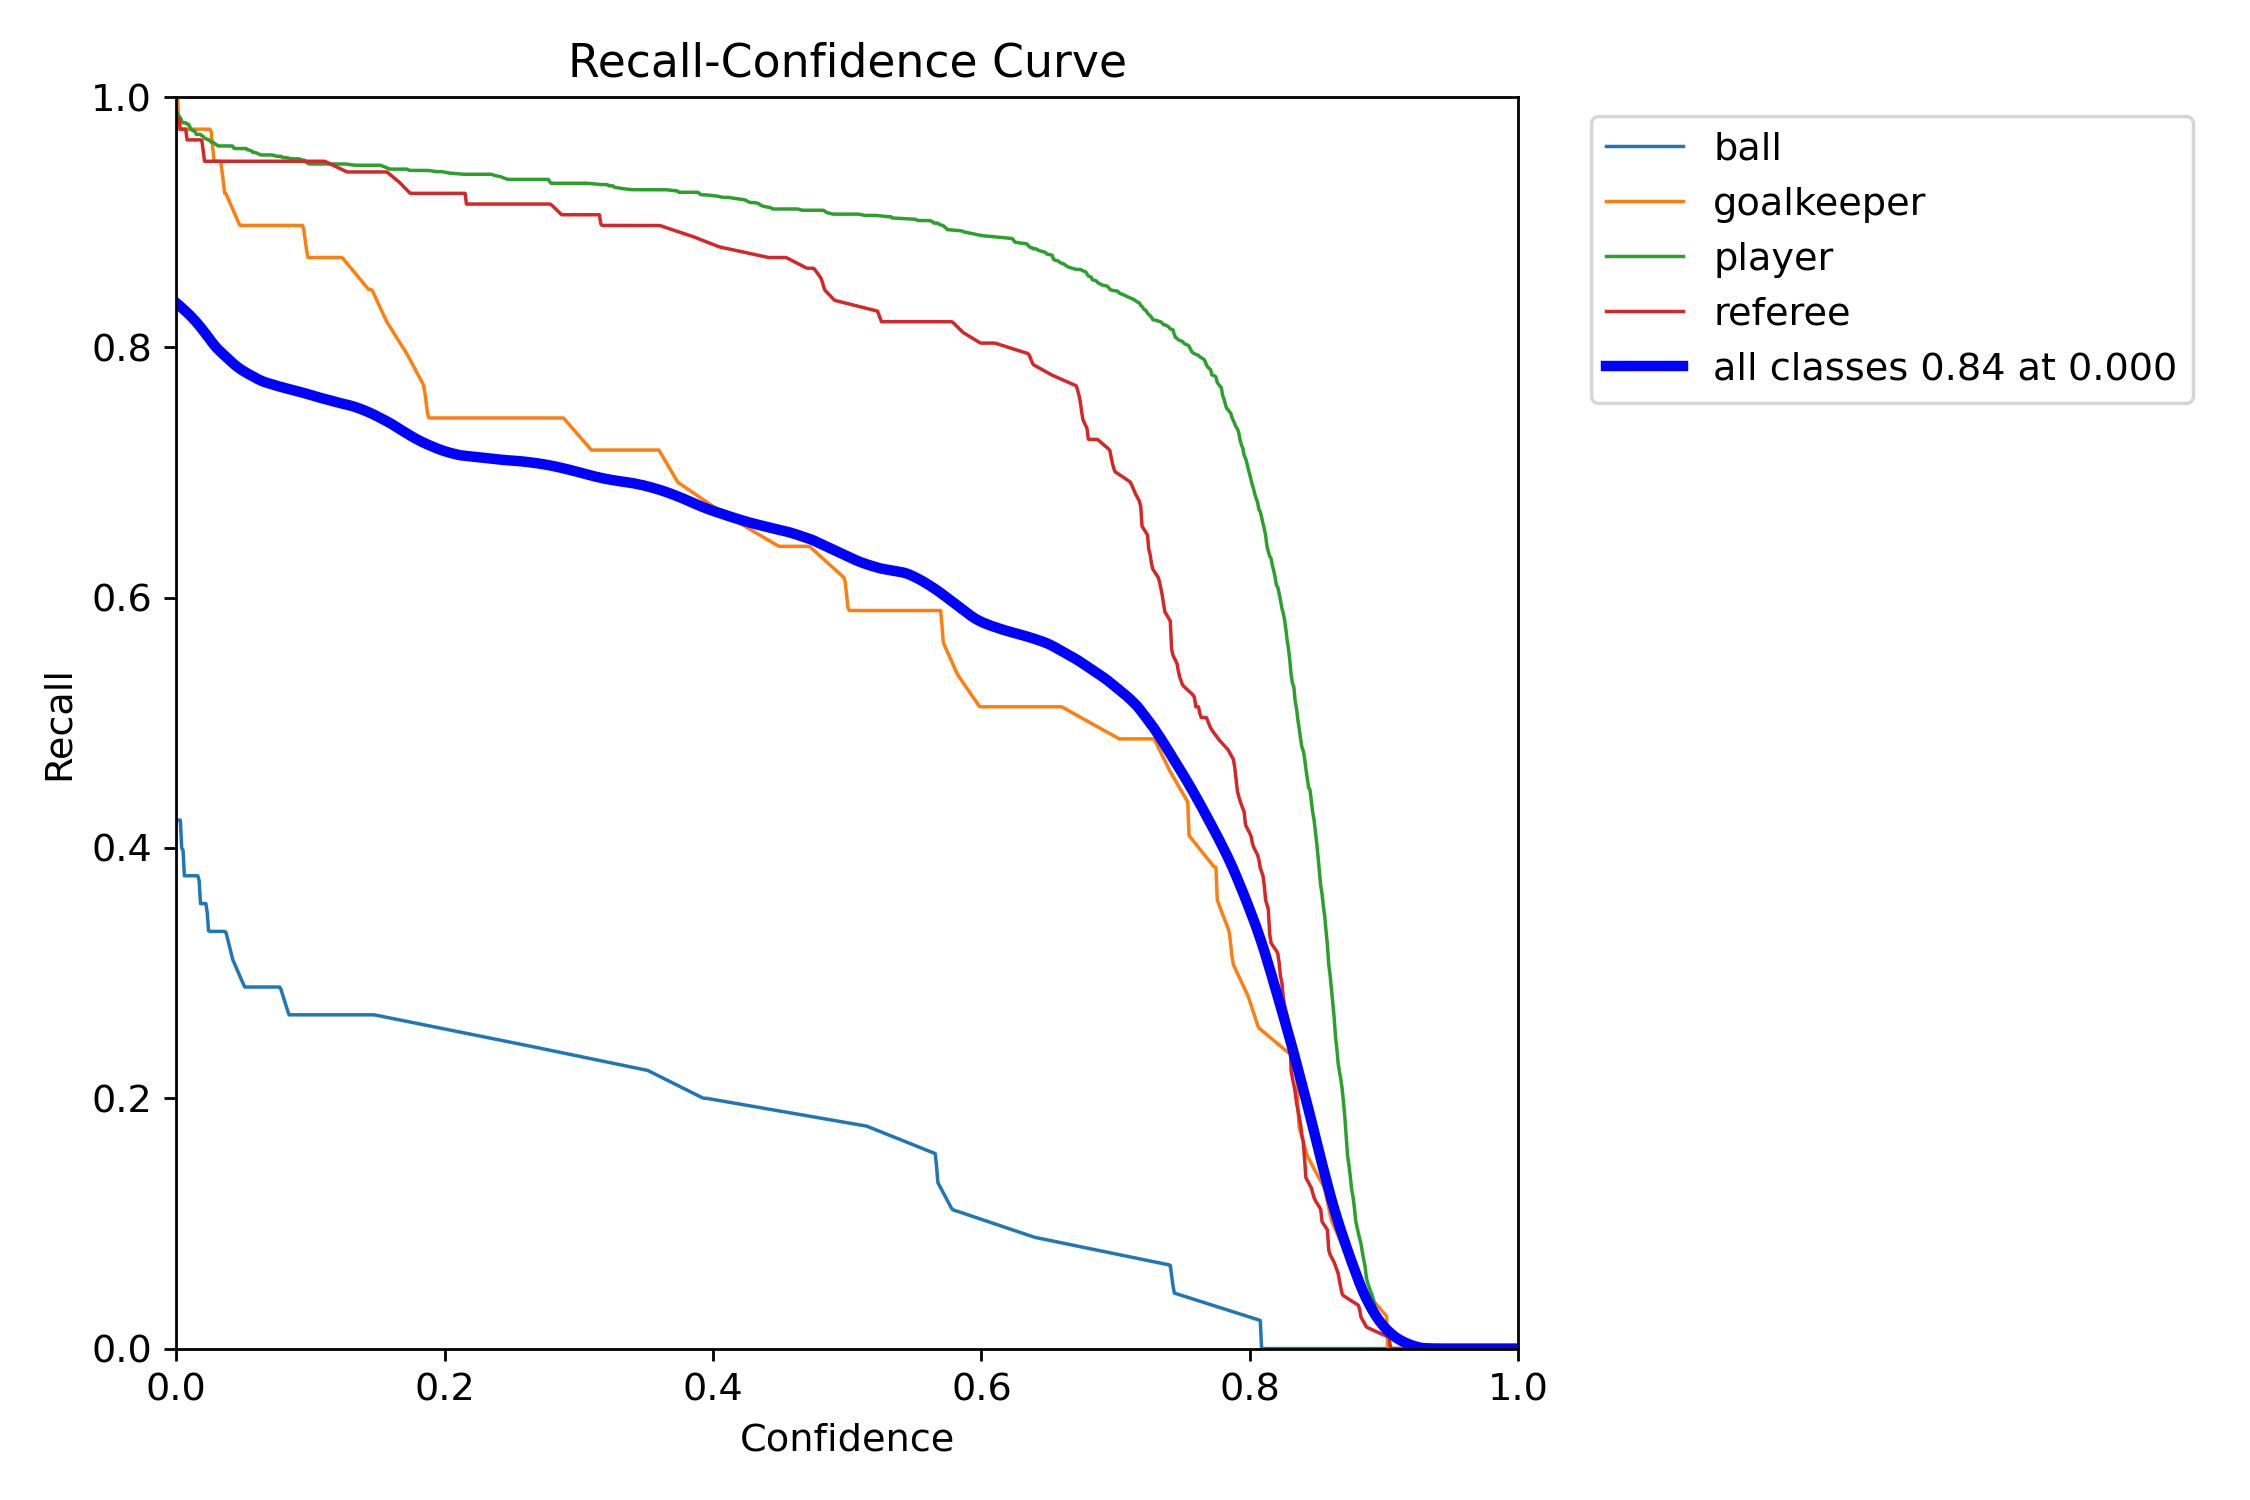 Recall-Confidence Curve
1.0
0.8
0.6
0.4
0.2
0.0
Recall
0.0 0.2 0.4 0.6 0.8 1.0
Confidence
ball
goalkeeper
player
referee
all classes 0.84 at 0.000